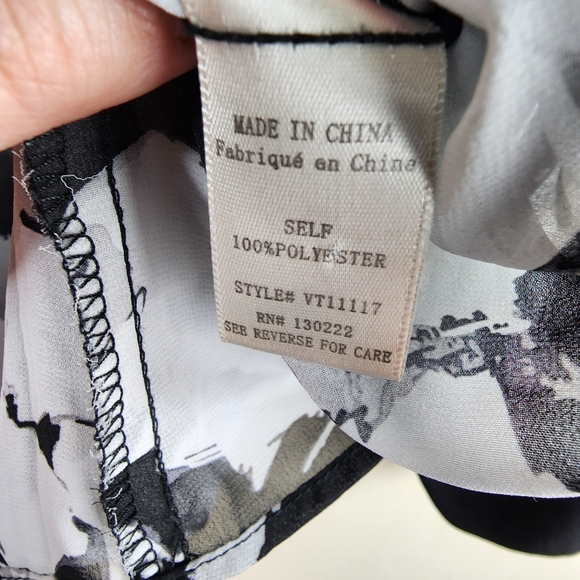 MADE IN CHINA
Fabriqué en Chine
SELF
100%POLYESTER
STYLE# VT11117
RN# 130222
SEE REVERSE FOR CARE